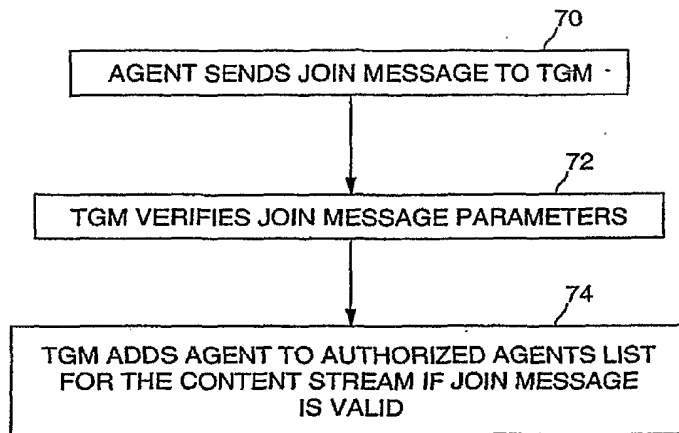 70
AGENT SENDS JOIN MESSAGE TO TGM
72
TGM VERIFIES JOIN MESSAGE PARAMETERS
74
TGM ADDS AGENT TO AUTHORIZED AGENTS LIST
FOR THE CONTENT STREAM IF JOIN MESSAGE
IS VALID